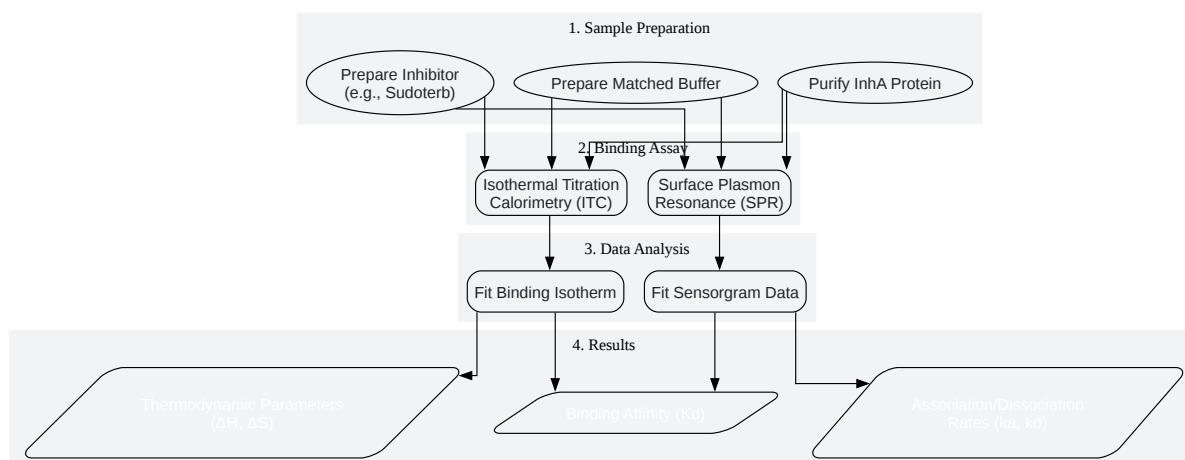 1. Sample Preparation
Prepare Inhibitor
(e.g., Sudoterb)
Prepare Matched Buffer
Purify InhA Protein
2. Binding Assay
Isothermal Titration
Calorimetry (ITC)
Surface Plasmon
Resonance (SPR)
3. Data Analysis
Fit Binding Isotherm
Fit Sensorgram Data
4. Results
Thermodynamic Parameters
(ΔH, ΔS)
Binding Affinity (Kd)
Association/Dissociation
Rates (ka, kd)